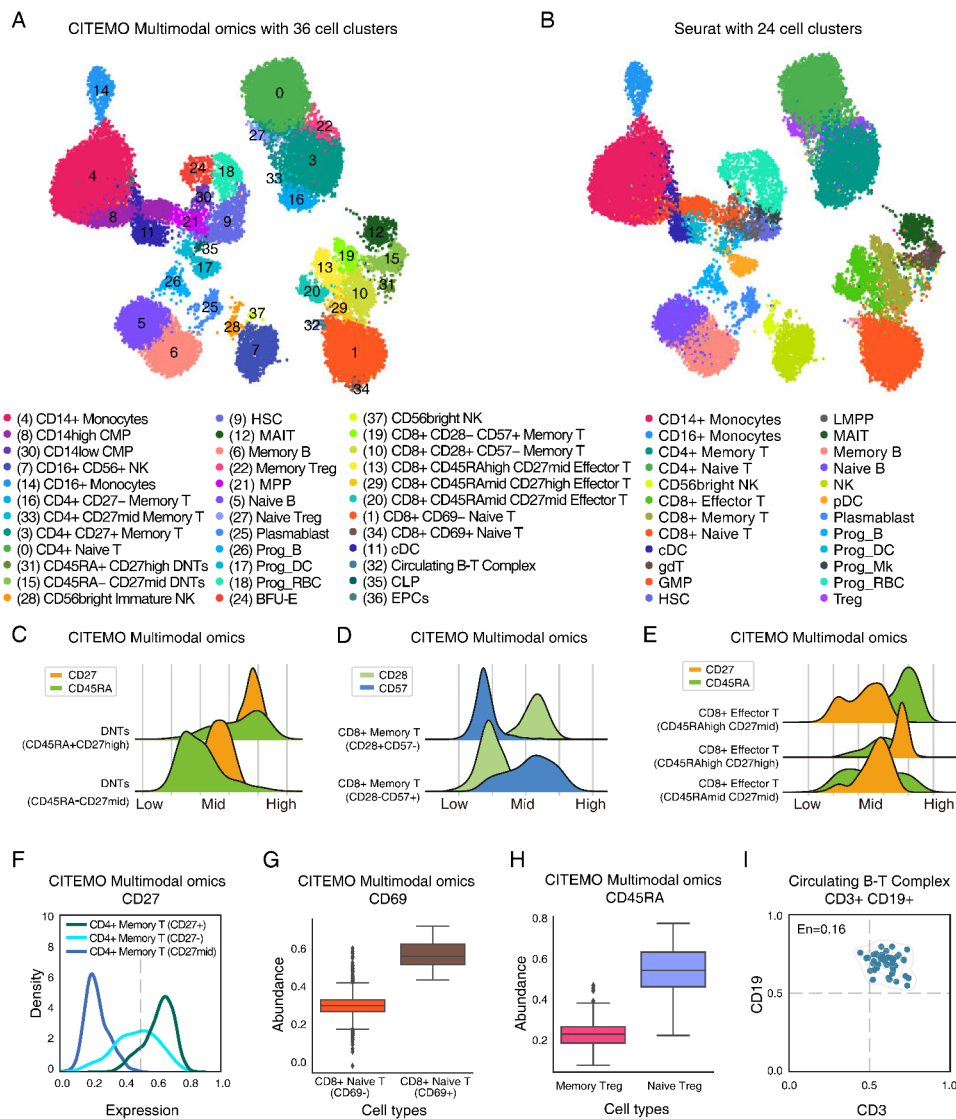 A
CITEMO Multimodal omics with 36 cell clusters
14
0
22
27
3
33
16
4
24
18
30
8
21
9
11
35
12
17
19
15
13
26
20
10
31
25
29
5
37
32
28
6
7
1
34
B
Seurat with 24 cell clusters
(4) CD14+ Monocytes
(8) CD14high CMP
(30) CD14low CMP
(7) CD16+ CD56+ NK
(14) CD16+ Monocytes
(16) CD4+ CD27− Memory T
(33) CD4+ CD27mid Memory T
(3) CD4+ CD27+ Memory T
(0) CD4+ Naive T
(31) CD45RA+ CD27high DNTs
(15) CD45RA− CD27mid DNTs
(28) CD56bright Immature NK
(9) HSC
(12) MAIT
(6) Memory B
(22) Memory Treg
(21) MPP
(5) Naive B
(27) Naive Treg
(25) Plasmablast
(26) Prog_B
(17) Prog_DC
(18) Prog_RBC
(24) BFU-E
(37) CD56bright NK
(19) CD8+ CD28− CD57+ Memory T
(10) CD8+ CD28+ CD57− Memory T
(13) CD8+ CD45RAhigh CD27mid Effector T
(29) CD8+ CD45RAmid CD27high Effector T
(20) CD8+ CD45RAmid CD27mid Effector T
(1) CD8+ CD69− Naive T
(34) CD8+ CD69+ Naive T
(11) cDC
(32) Circulating B-T Complex
(35) CLP
(36) EPCs
CD14+ Monocytes
CD16+ Monocytes
CD4+ Memory T
CD4+ Naive T
CD56bright NK
CD8+ Effector T
CD8+ Memory T
CD8+ Naive T
cDC
gdT
GMP
HSC
LMPP
MAIT
Memory B
Naive B
NK
pDC
Plasmablast
Prog_B
Prog_DC
Prog_Mk
Prog_RBC
Treg
C
CITEMO Multimodal omics
CD27
CD45RA
DNTs
(CD45RA+CD27high)
DNTs
(CD45RA-CD27mid)
Low Mid High
D
CITEMO Multimodal omics
CD28
CD57
CD8+ Memory T
(CD28+CD57-)
CD8+ Memory T
(CD28-CD57+)
Low Mid High
E
CITEMO Multimodal omics
CD27
CD45RA
CD8+ Effector T
(CD45RAhigh CD27mid)
CD8+ Effector T
(CD45RAhigh CD27high)
CD8+ Effector T
(CD45RAmid CD27mid)
Low Mid High
F
CITEMO Multimodal omics
CD27
CD4+ Memory T (CD27+)
CD4+ Memory T (CD27-)
CD4+ Memory T (CD27mid)
10
8
6
4
2
0
Density
0.0 0.2 0.4 0.6 0.8 1.0
Expression
G
CITEMO Multimodal omics
CD69
Abundance
0.6
0.4
0.2
0.0
CD8+ Naive T
(CD69-)
CD8+ Naive T
(CD69+)
Cell types
H
CITEMO Multimodal omics
CD45RA
Abundance
0.8
0.6
0.4
0.2
Memory Treg Naive Treg
Cell types
I
Circulating B-T Complex
CD3+ CD19+
En=0.16
CD19
1.0
0.5
0.0
0.5 1.0
CD3